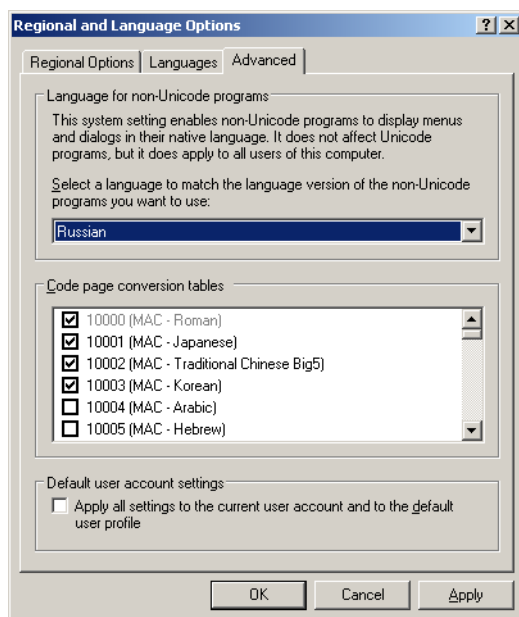 Regional and Language Options
Regional Options Languages Advanced
Language for non-Unicode programs
This system setting enables non-Unicode programs to display menus
and dialogs in their native language. It does not affect Unicode
programs, but it does apply to all users of this computer.
Select a language to match the language version of the non-Unicode
programs you want to use:
Russian
Code page conversion tables
10000 (MAC - Roman)
10001 (MAC - Japanese)
10002 (MAC - Traditional Chinese Big5)
10003 (MAC - Korean)
10004 (MAC - Arabic)
10005 (MAC - Hebrew)
Default user account settings
Apply all settings to the current user account and to the default
user profile
OK Cancel Apply